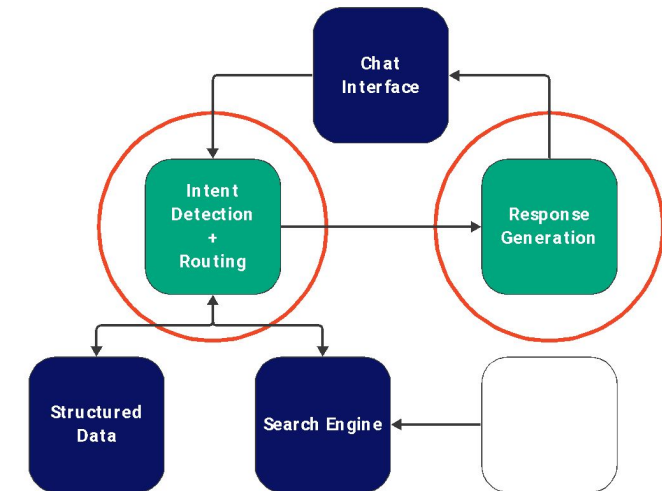 Chat
Interface
Intent
Detection
+
Routing
Response
Generation
Structured
Data
Search Engine